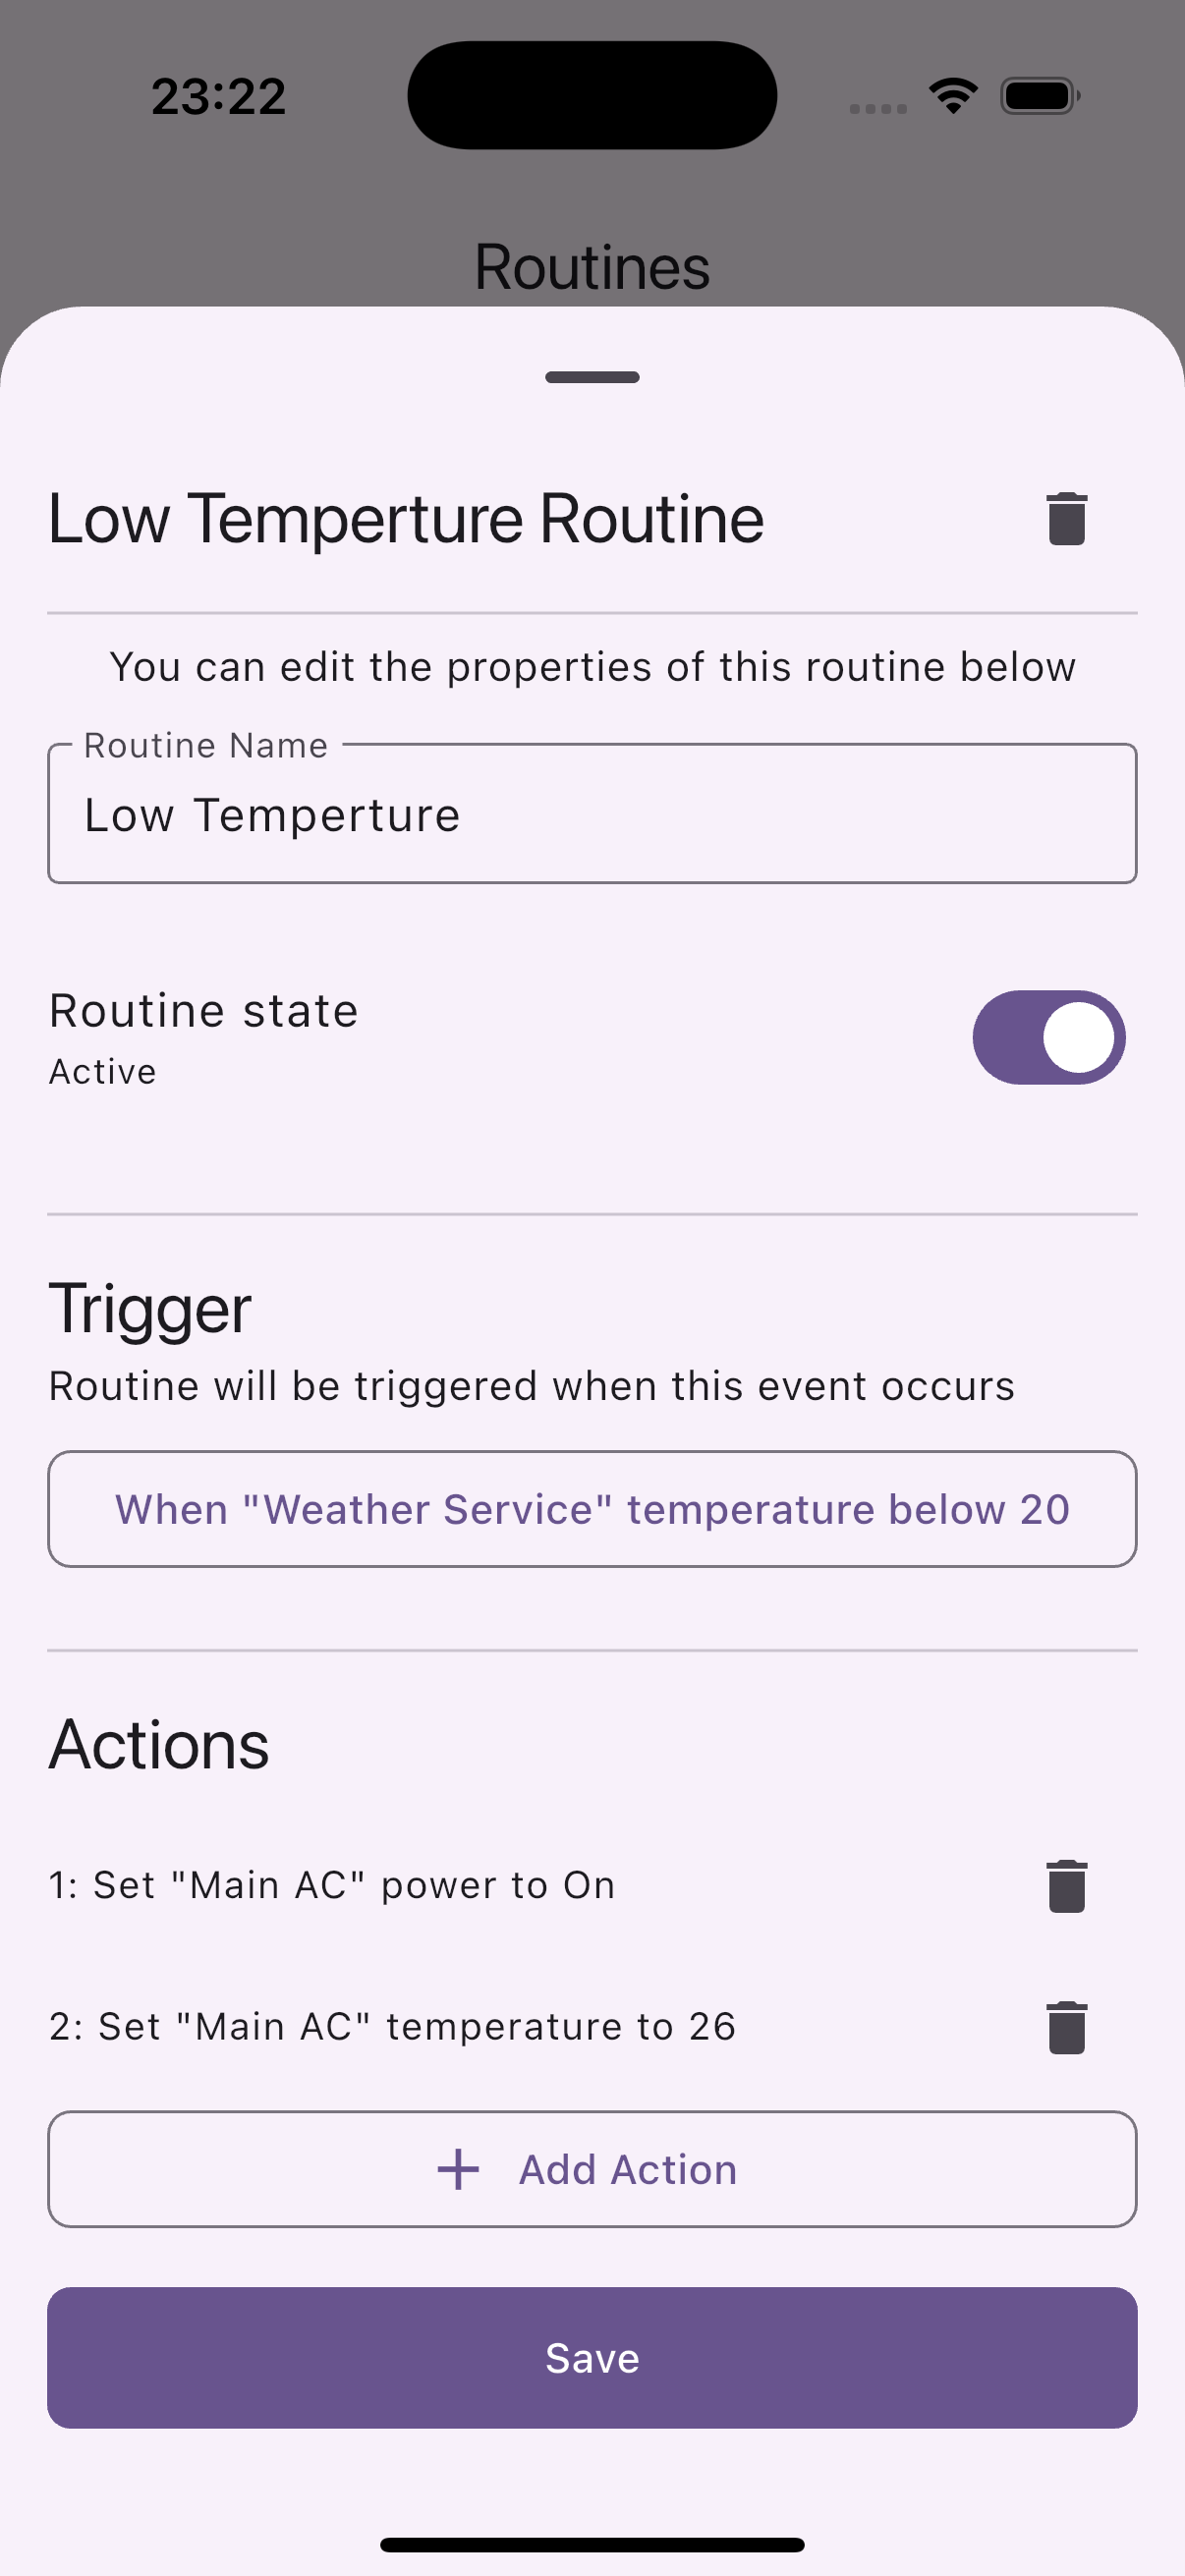 23:22
Routines
Low Temperture Routine
You can edit the properties of this routine below
Routine Name
Low Temperture
Routine state
Active
Trigger
Routine will be triggered when this event occurs
When "Weather Service" temperature below 20
Actions
1: Set "Main AC" power to On
2: Set "Main AC" temperature to 26
Add Action
Save